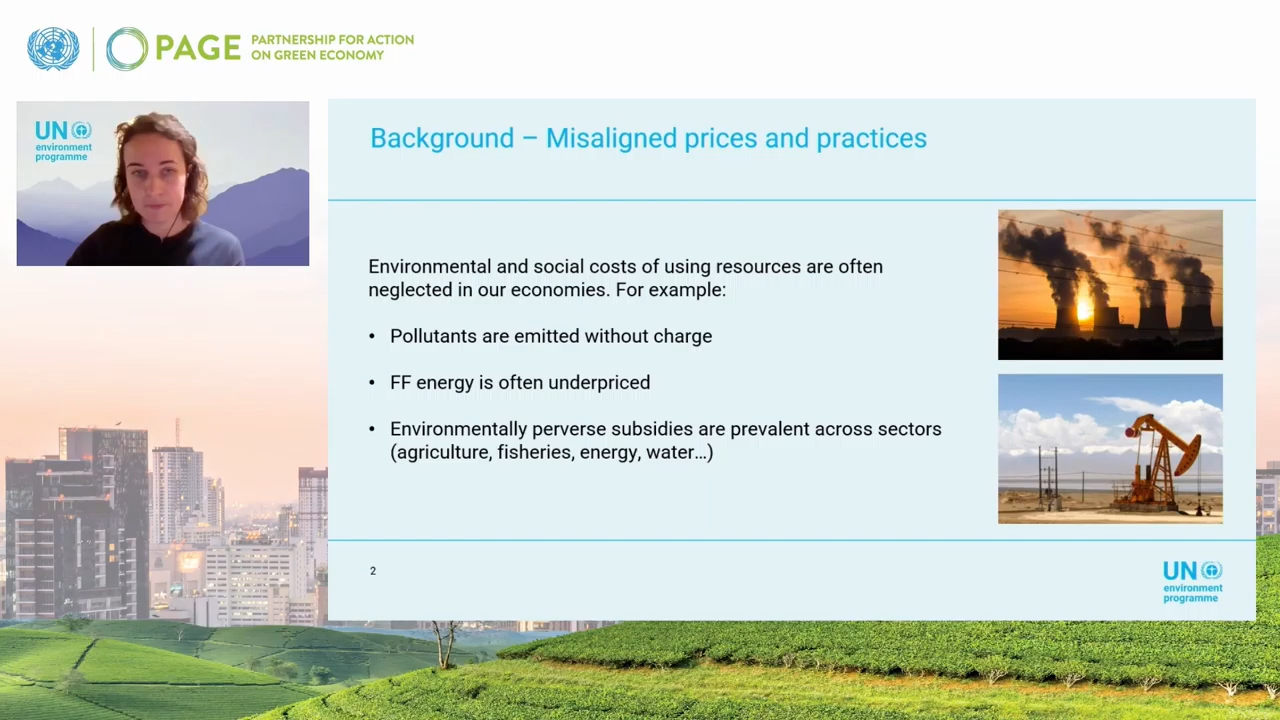 PAGE
PARTNERSHIP FOR ACTION
ON GREEN ECONOMY
UN
environment
programme
Background – Misaligned prices and practices
Environmental and social costs of using resources are often
neglected in our economies. For example:
• Pollutants are emitted without charge
• FF energy is often underpriced
• Environmentally perverse subsidies are prevalent across sectors
(agriculture, fisheries, energy, water…)
2
UN
environment
programme